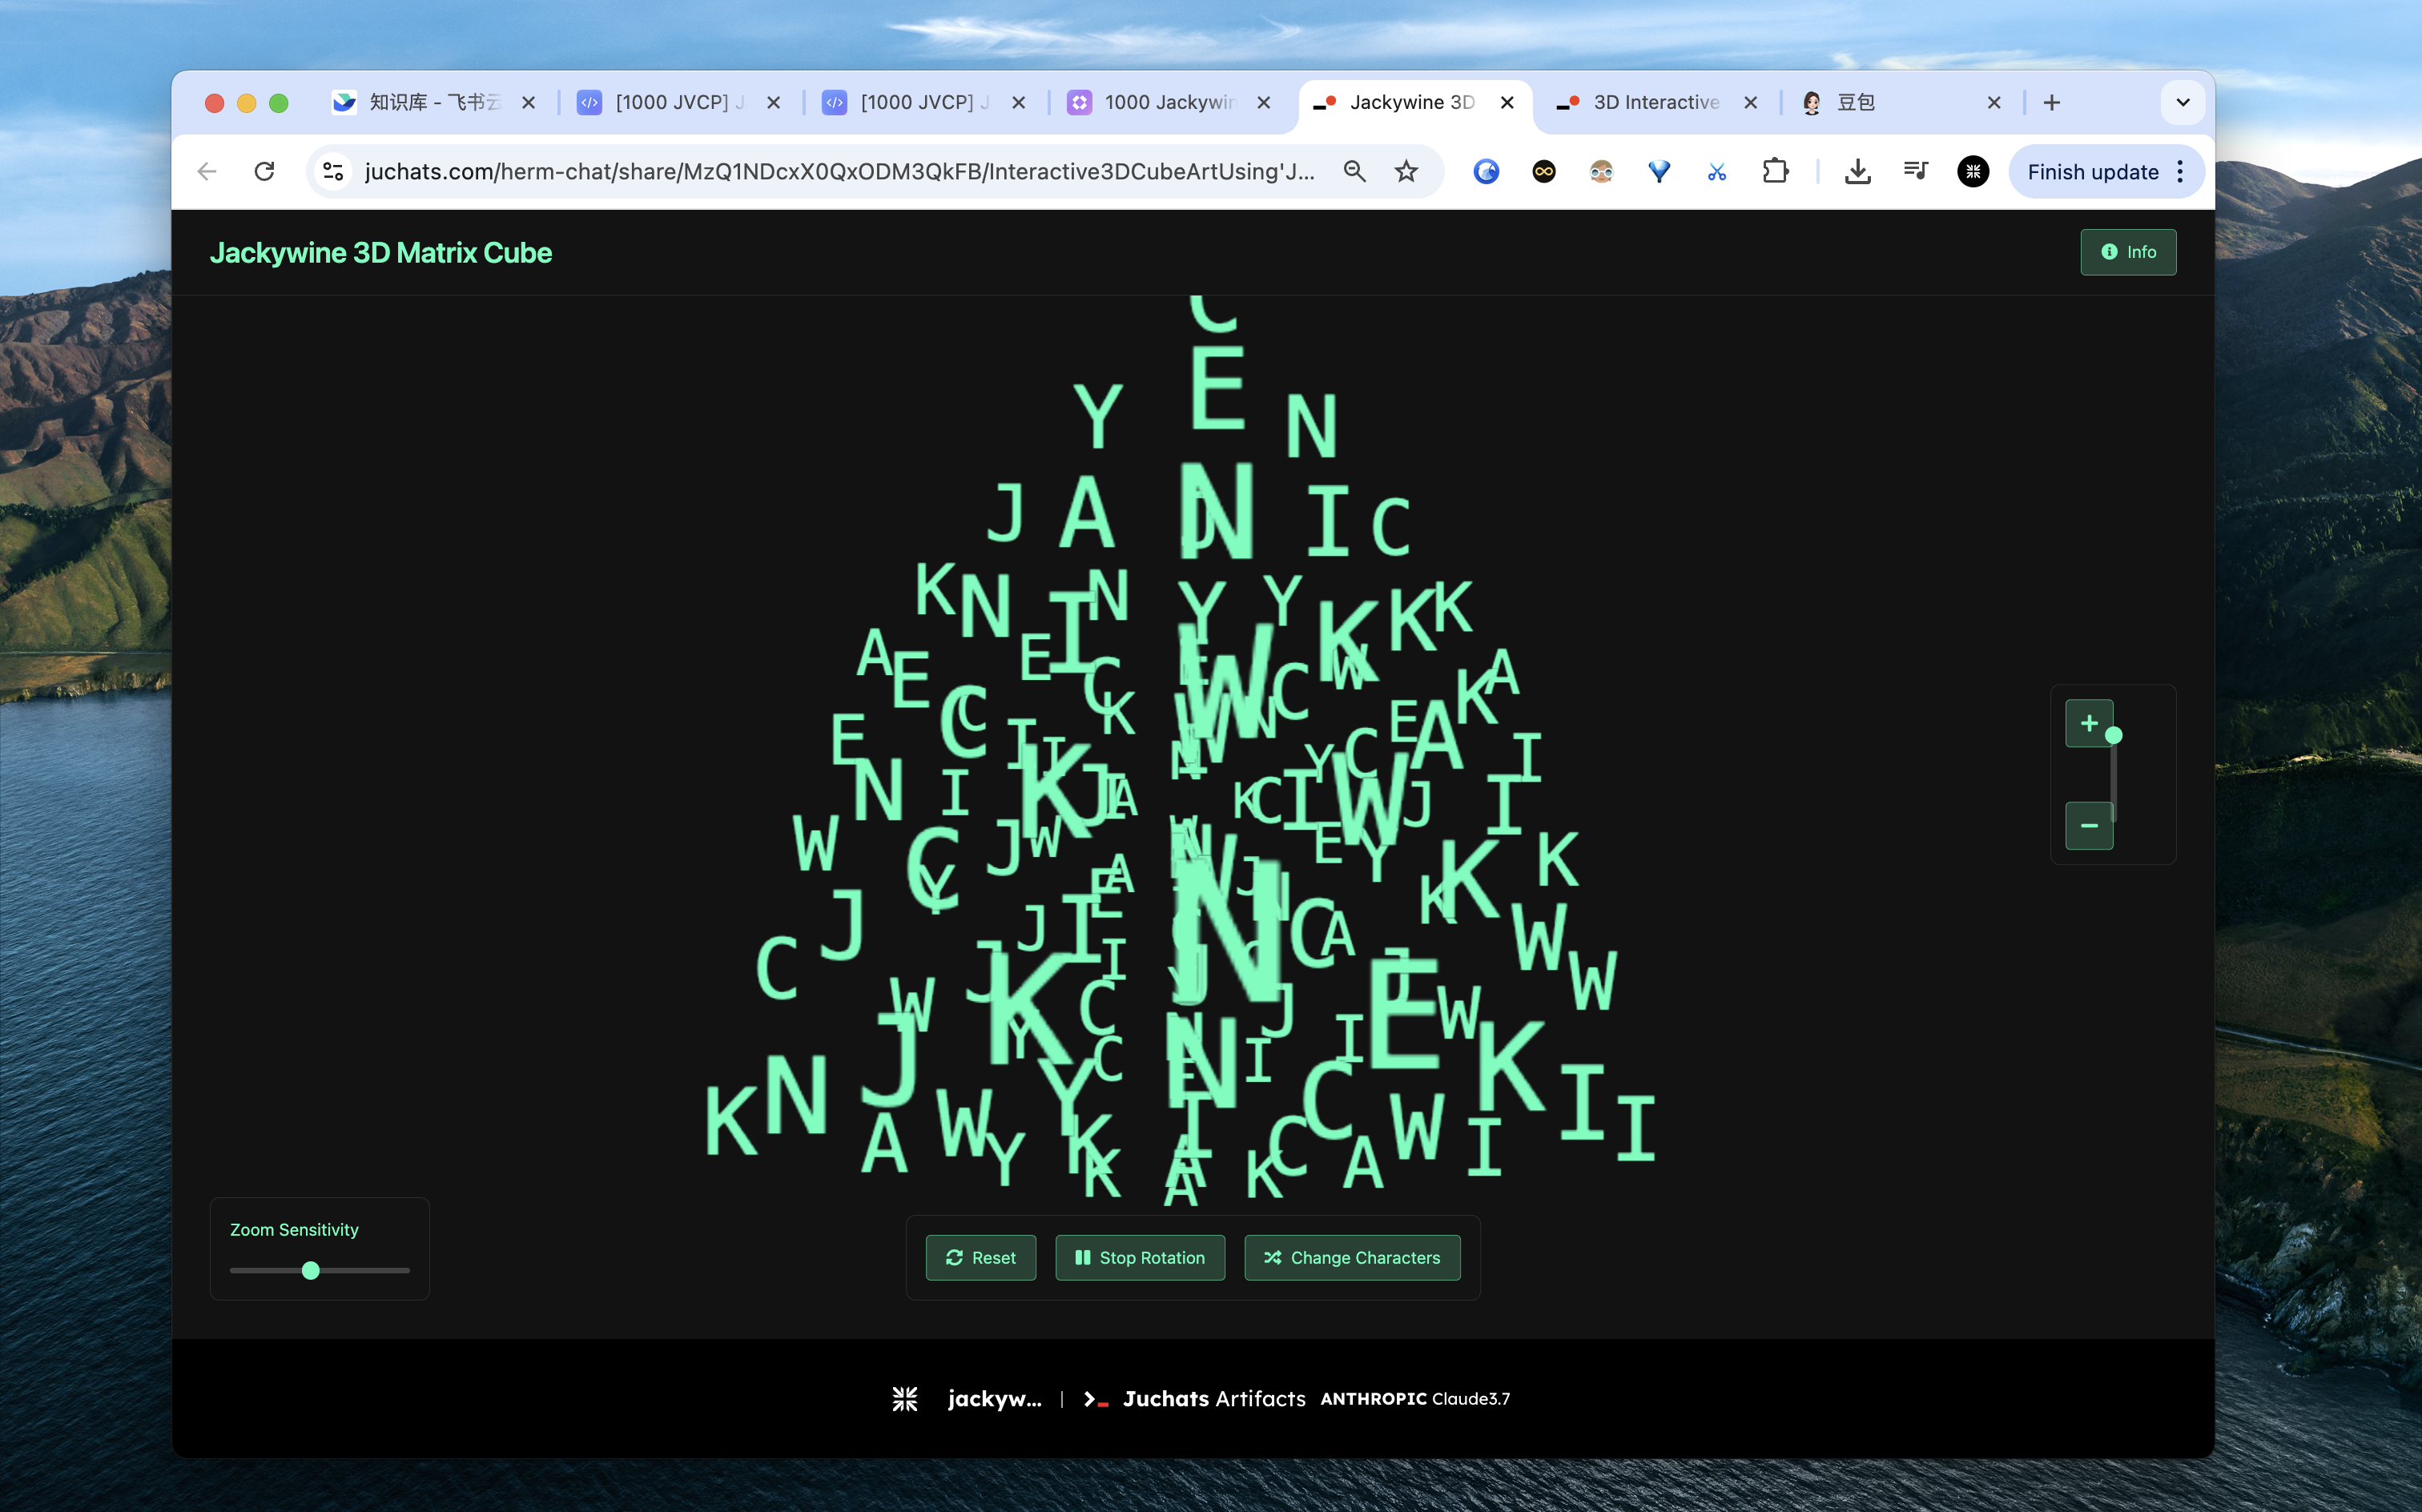 知识库 - 飞书云
[1000 JVCP] J
[1000 JVCP] J
1000 Jackywin
Jackywine 3D
3D Interactive
豆包
juchats.com/herm-chat/share/MzQ1NDcxX0QxODM3QkFB/Interactive3DCubeArtUsing'J...
Finish update
Jackywine 3D Matrix Cube
Info
C
E
Y N
J A N I C
K N I N Y Y K K K
A E E C W C W K A
E C C I K N C E A I
N I K J I A K C I Y W J I
W C J W A E Y K K
C J Y J I E N C A K W W
W J K C J I E W K
K N J Y C N I C I I
A W Y K I A K C A W I
K A
Zoom Sensitivity
Reset
Stop Rotation
Change Characters
jackyw... | Juchats Artifacts ANTHROPIC Claude3.7